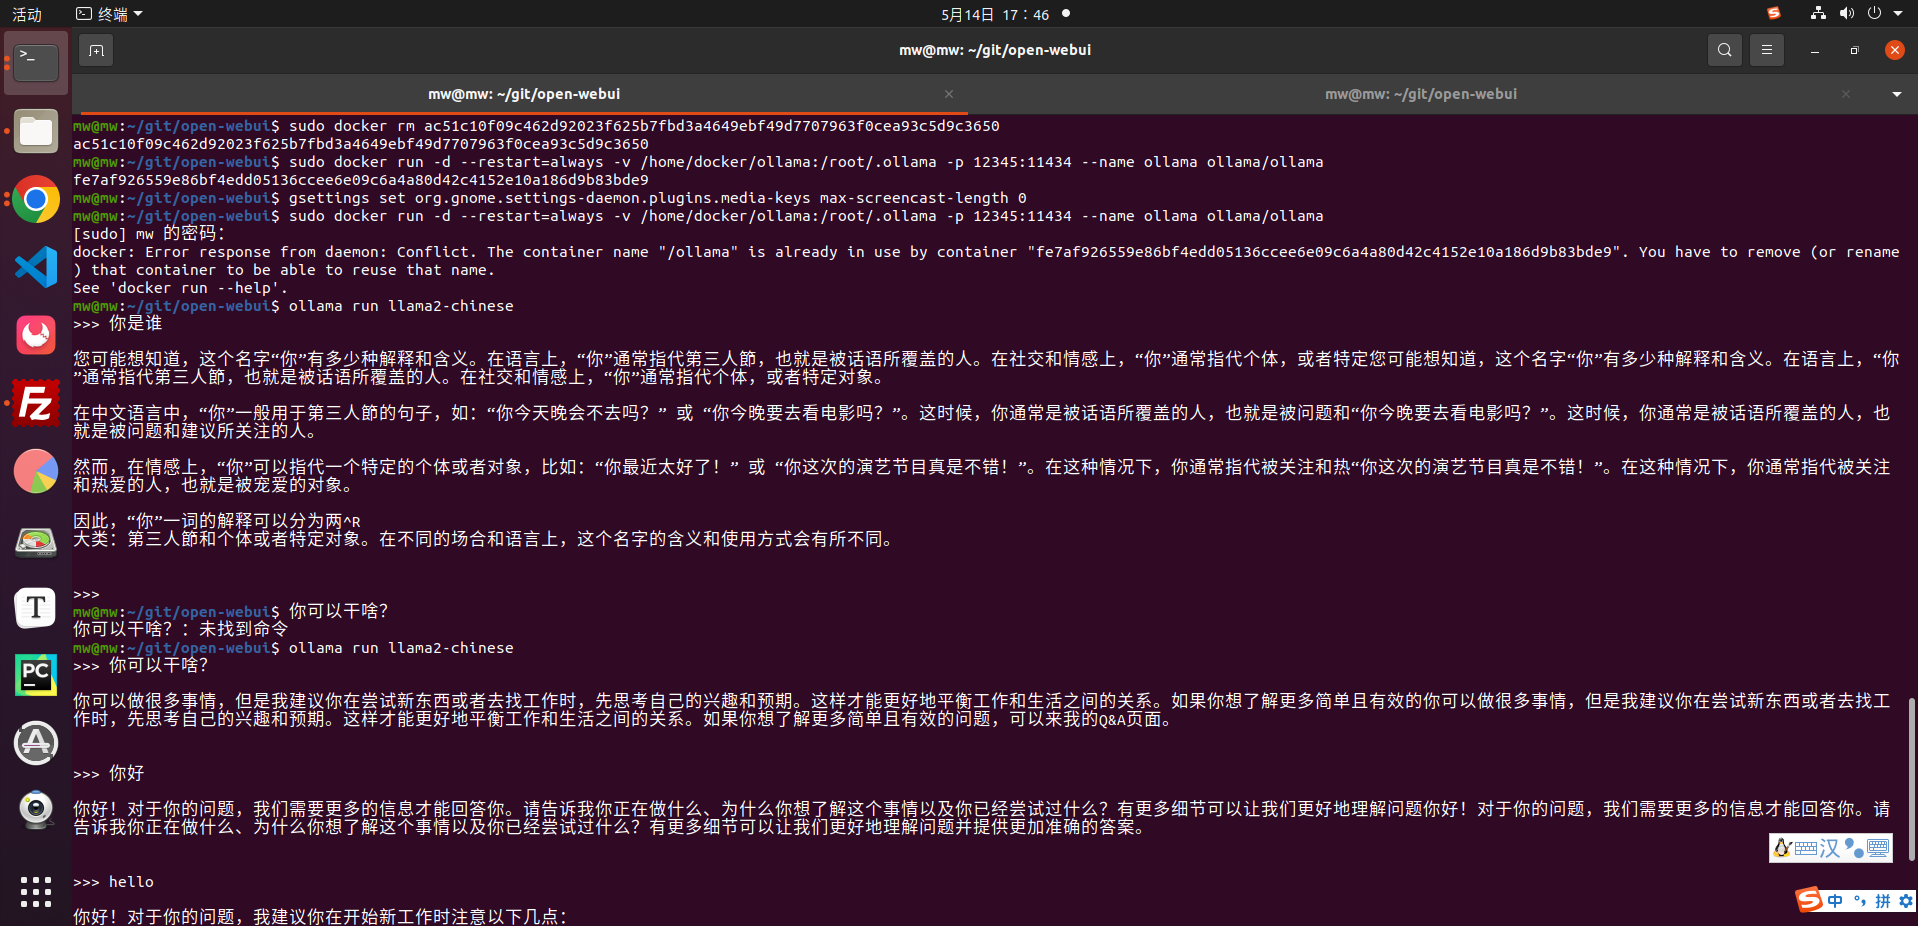 活动
终端
5月14日 17：46
mw@mw: ~/git/open-webui
mw@mw: ~/git/open-webui
mw@mw: ~/git/open-webui
mw@mw:~/git/open-webui$ sudo docker rm ac51c10f09c462d92023f625b7fbd3a4649ebf49d7707963f0cea93c5d9c3650
ac51c10f09c462d92023f625b7fbd3a4649ebf49d7707963f0cea93c5d9c3650
mw@mw:~/git/open-webui$ sudo docker run -d --restart=always -v /home/docker/ollama:/root/.ollama -p 12345:11434 --name ollama ollama/ollama
fe7af926559e86bf4edd05136ccee6e09c6a4a80d42c4152e10a186d9b83bde9
mw@mw:~/git/open-webui$ gsettings set org.gnome.settings-daemon.plugins.media-keys max-screencast-length 0
mw@mw:~/git/open-webui$ sudo docker run -d --restart=always -v /home/docker/ollama:/root/.ollama -p 12345:11434 --name ollama ollama/ollama
[sudo] mw 的密码：
docker: Error response from daemon: Conflict. The container name "/ollama" is already in use by container "fe7af926559e86bf4edd05136ccee6e09c6a4a80d42c4152e10a186d9b83bde9". You have to remove (or rename
) that container to be able to reuse that name.
See 'docker run --help'.
mw@mw:~/git/open-webui$ ollama run llama2-chinese
>>> 你是谁
您可能想知道，这个名字“你”有多少种解释和含义。在语言上，“你”通常指代第三人節，也就是被话语所覆盖的人。在社交和情感上，“你”通常指代个体，或者特定您可能想知道，这个名字“你”有多少种解释和含义。在语言上，“你
”通常指代第三人節，也就是被话语所覆盖的人。在社交和情感上，“你”通常指代个体，或者特定对象。
在中文语言中，“你”一般用于第三人節的句子，如：“你今天晚会不去吗？” 或 “你今晚要去看电影吗？”。这时候，你通常是被话语所覆盖的人，也就是被问题和“你今晚要去看电影吗？”。这时候，你通常是被话语所覆盖的人，也
就是被问题和建议所关注的人。
然而，在情感上，“你”可以指代一个特定的个体或者对象，比如：“你最近太好了！” 或 “你这次的演艺节目真是不错！”。在这种情况下，你通常指代被关注和热“你这次的演艺节目真是不错！”。在这种情况下，你通常指代被关注
和热爱的人，也就是被宠爱的对象。
因此，“你”一词的解释可以分为两^R
大类：第三人節和个体或者特定对象。在不同的场合和语言上，这个名字的含义和使用方式会有所不同。
>>>
mw@mw:~/git/open-webui$ 你可以干啥？
你可以干啥？：未找到命令
mw@mw:~/git/open-webui$ ollama run llama2-chinese
>>> 你可以干啥？
你可以做很多事情，但是我建议你在尝试新东西或者去找工作时，先思考自己的兴趣和预期。这样才能更好地平衡工作和生活之间的关系。如果你想了解更多简单且有效的你可以做很多事情，但是我建议你在尝试新东西或者去找工
作时，先思考自己的兴趣和预期。这样才能更好地平衡工作和生活之间的关系。如果你想了解更多简单且有效的问题，可以来我的Q&A页面。
>>> 你好
你好！对于你的问题，我们需要更多的信息才能回答你。请告诉我你正在做什么、为什么你想了解这个事情以及你已经尝试过什么？有更多细节可以让我们更好地理解问题你好！对于你的问题，我们需要更多的信息才能回答你。请
告诉我你正在做什么、为什么你想了解这个事情以及你已经尝试过什么？有更多细节可以让我们更好地理解问题并提供更加准确的答案。
汉
>>> hello
中 °, 拼
你好！对于你的问题，我建议你在开始新工作时注意以下几点：